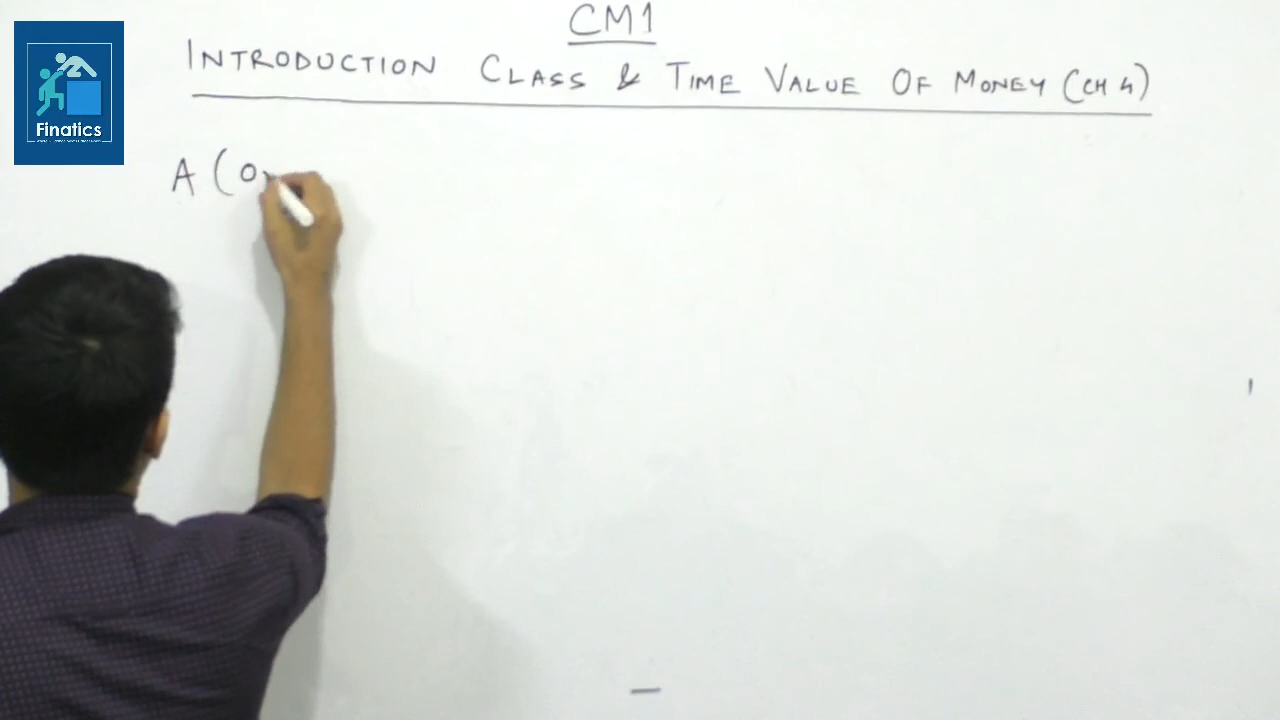 CM1
INTRODUCTION CLASS & TIME VALUE OF MONEY (CH 4)
Finatics
A (0,